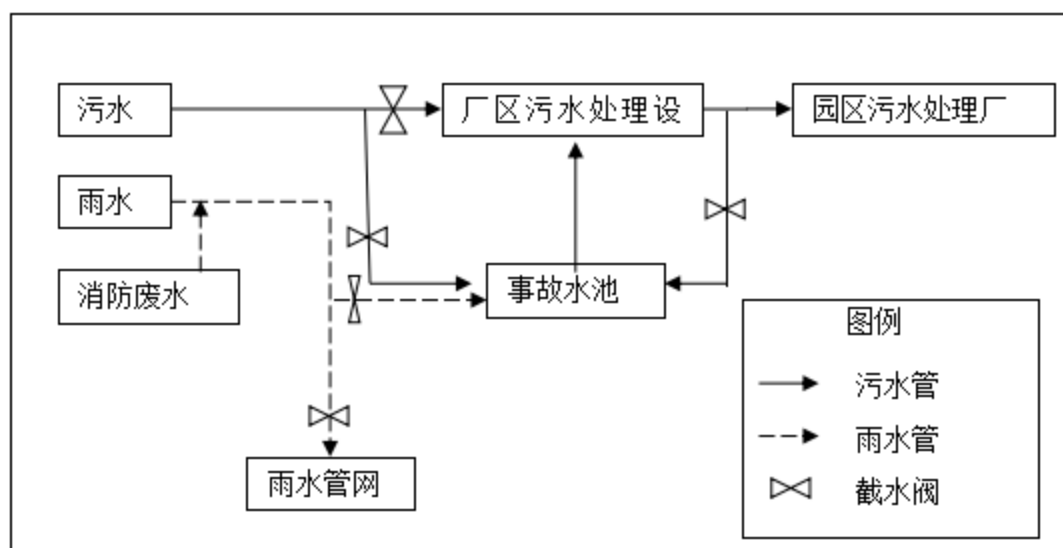 污水
厂区污水处理设
园区污水处理厂
雨水
消防废水
事故水池
雨水管网
图例
污水管
雨水管
截水阀